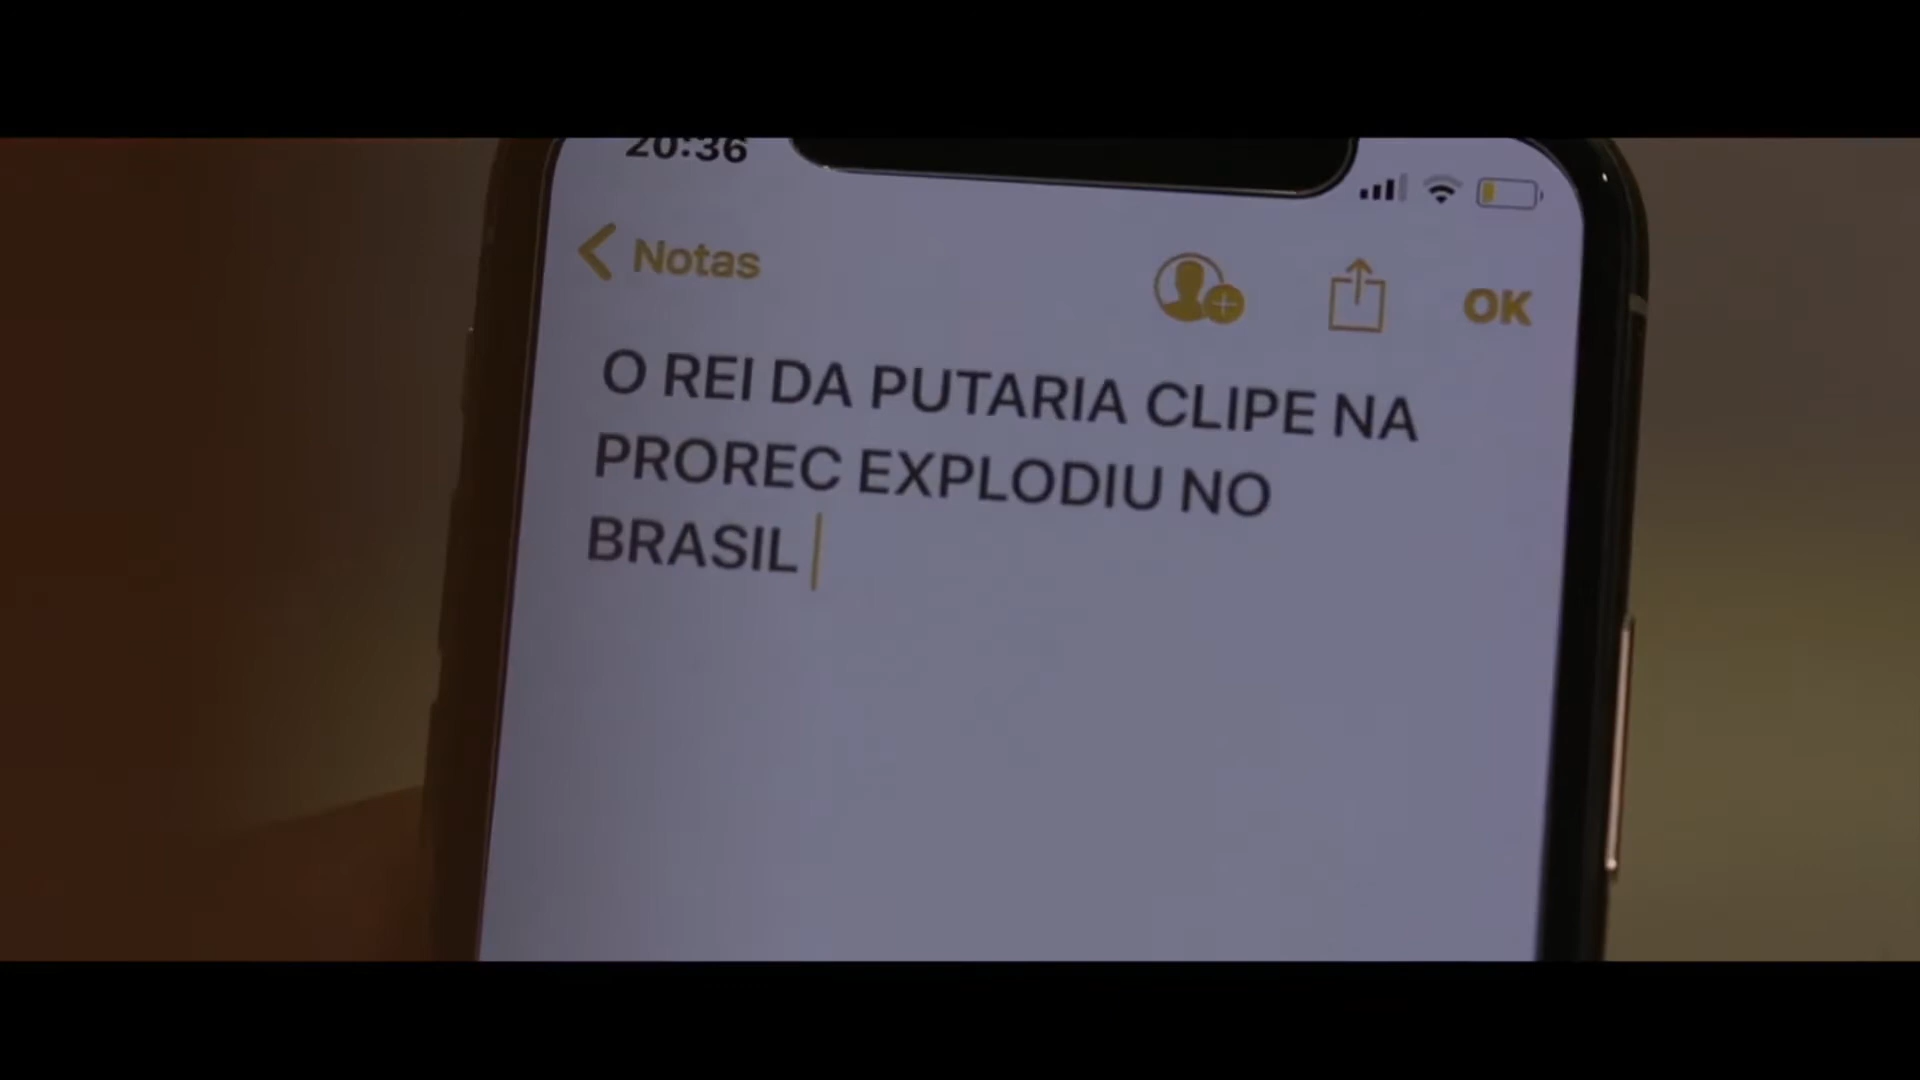 20:36
Notas
OK
O REI DA PUTARIA CLIPE NA
PROREC EXPLODIU NO
BRASIL